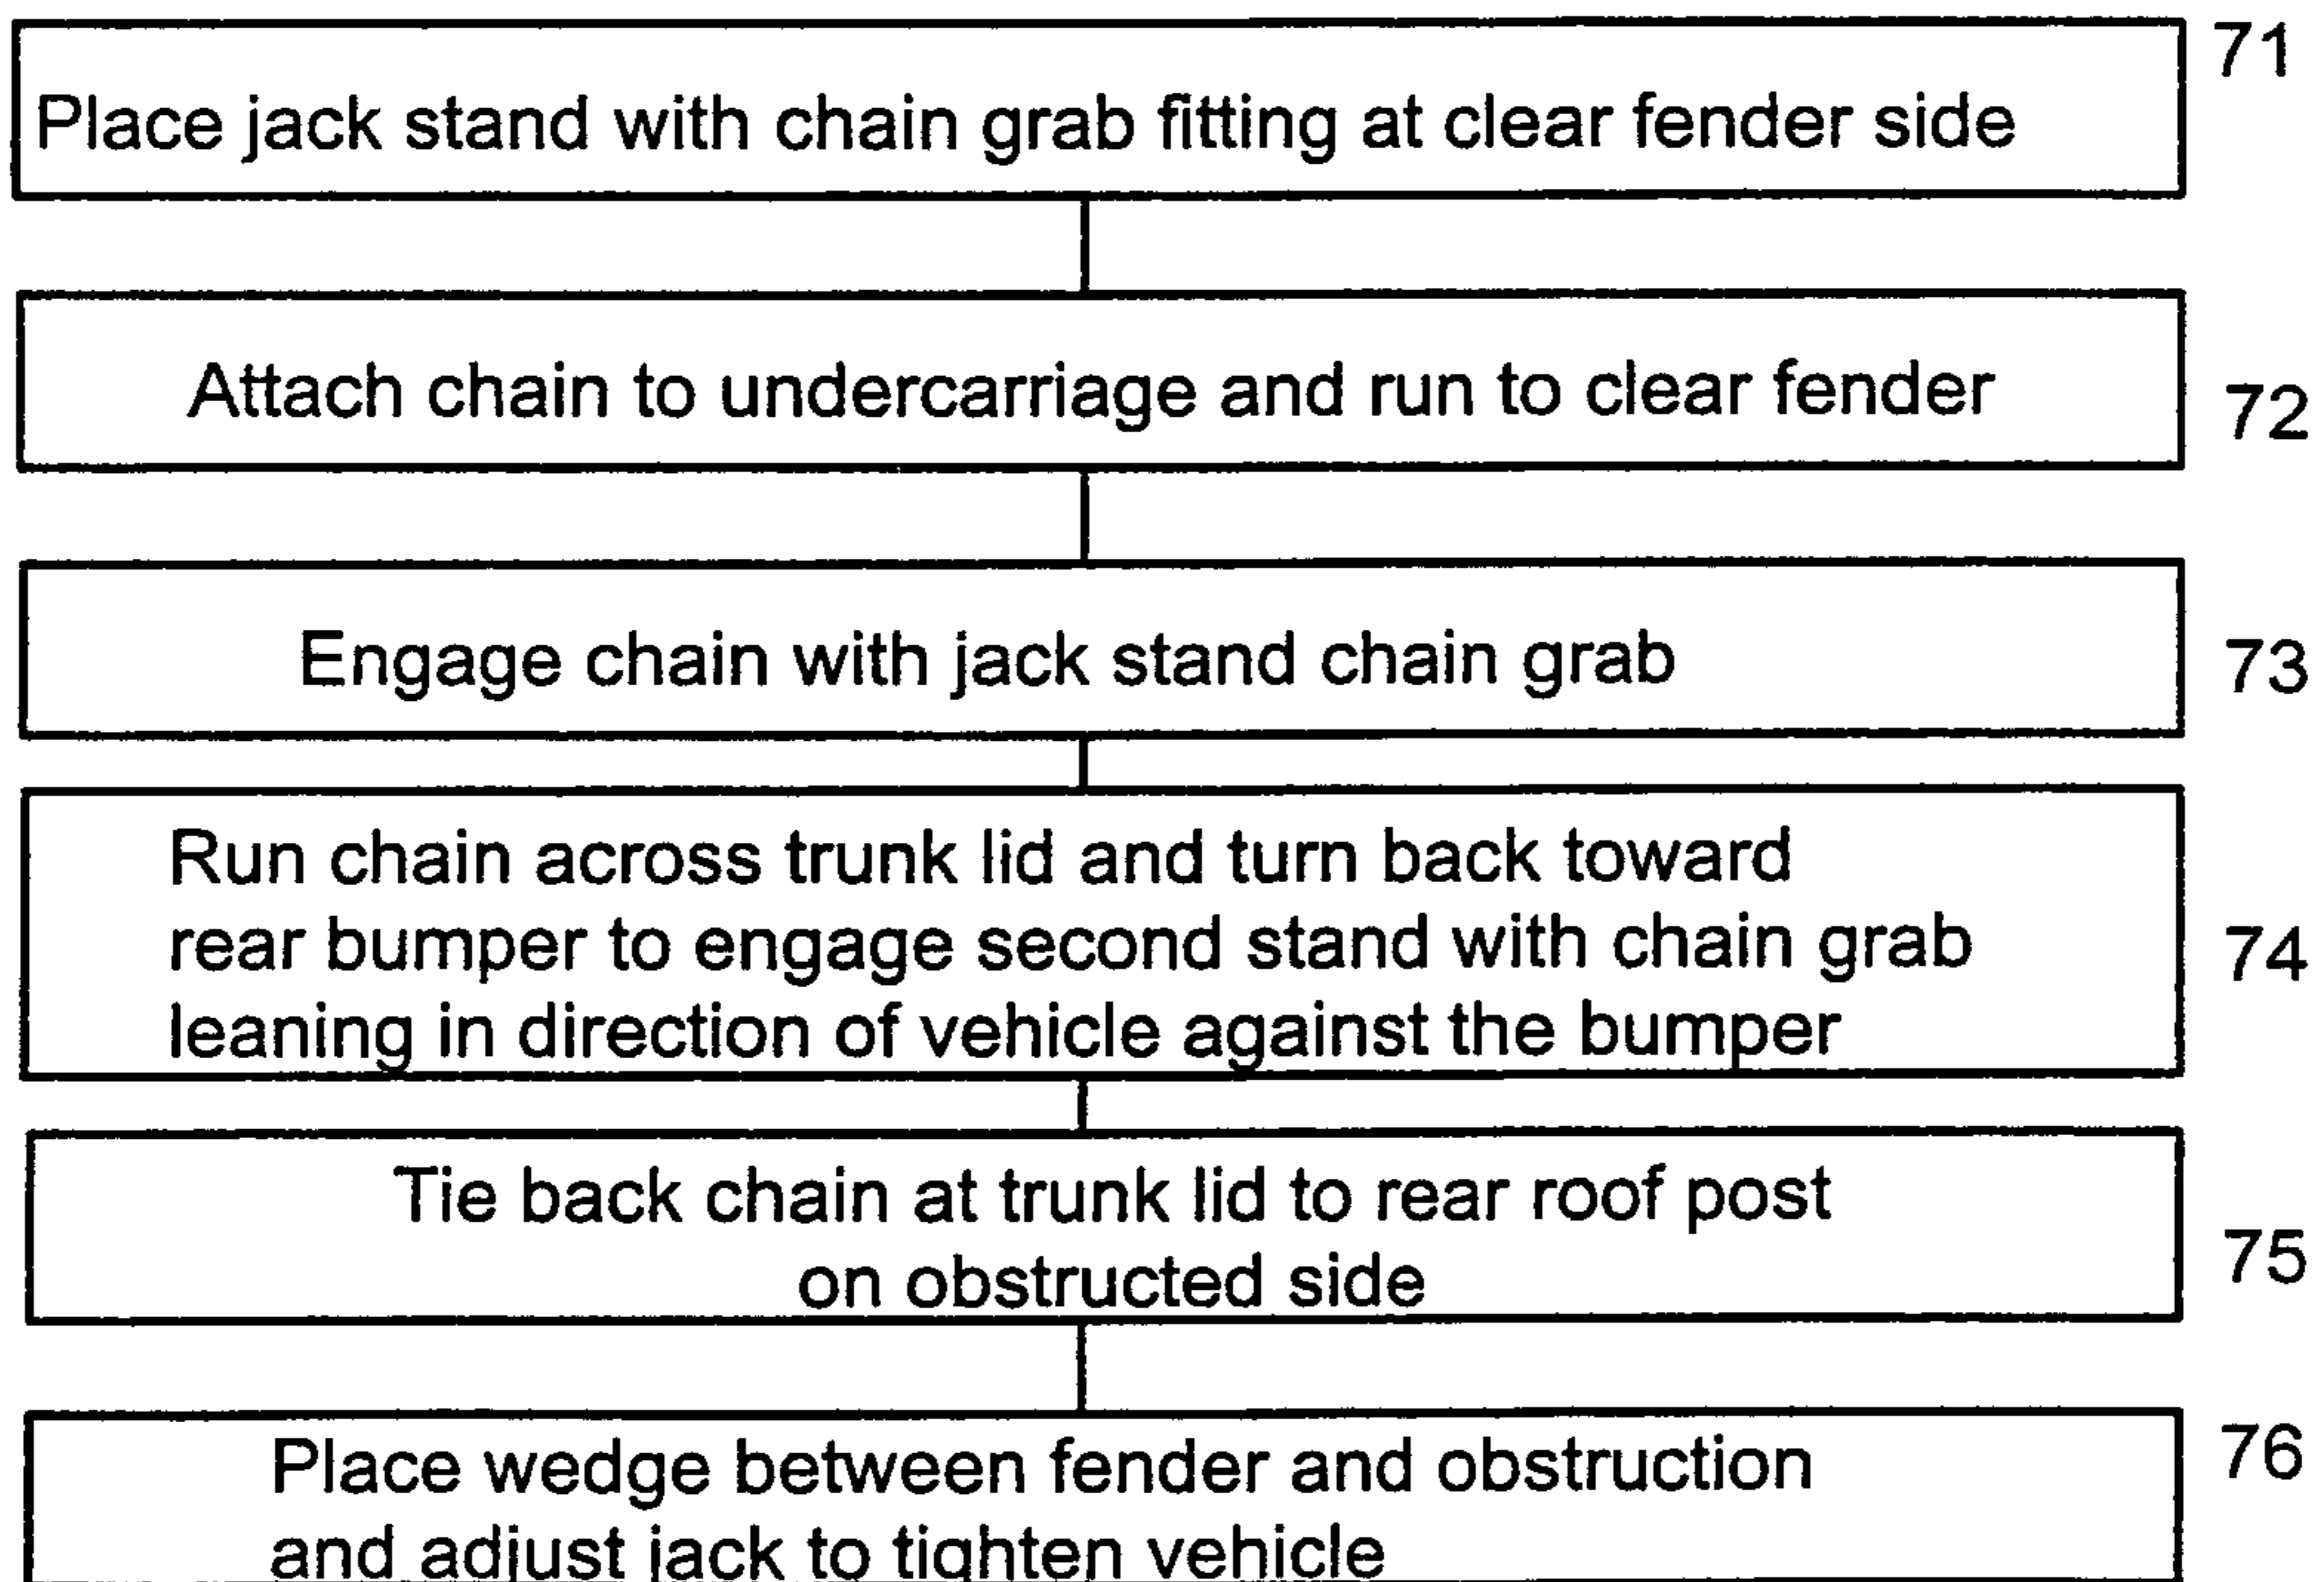 71
Place jack stand with chain grab fitting at clear fender side
Attach chain to undercarriage and run to clear fender
72
Engage chain with jack stand chain grab
73
Run chain across trunk lid and turn back toward
rear bumper to engage second stand with chain grab
74
leaning in direction of vehicle against the bumper
Tie back chain at trunk lid to rear roof post
75
on obstructed side
76
Place wedge between fender and obstruction
and adjust jack to tighten vehicle